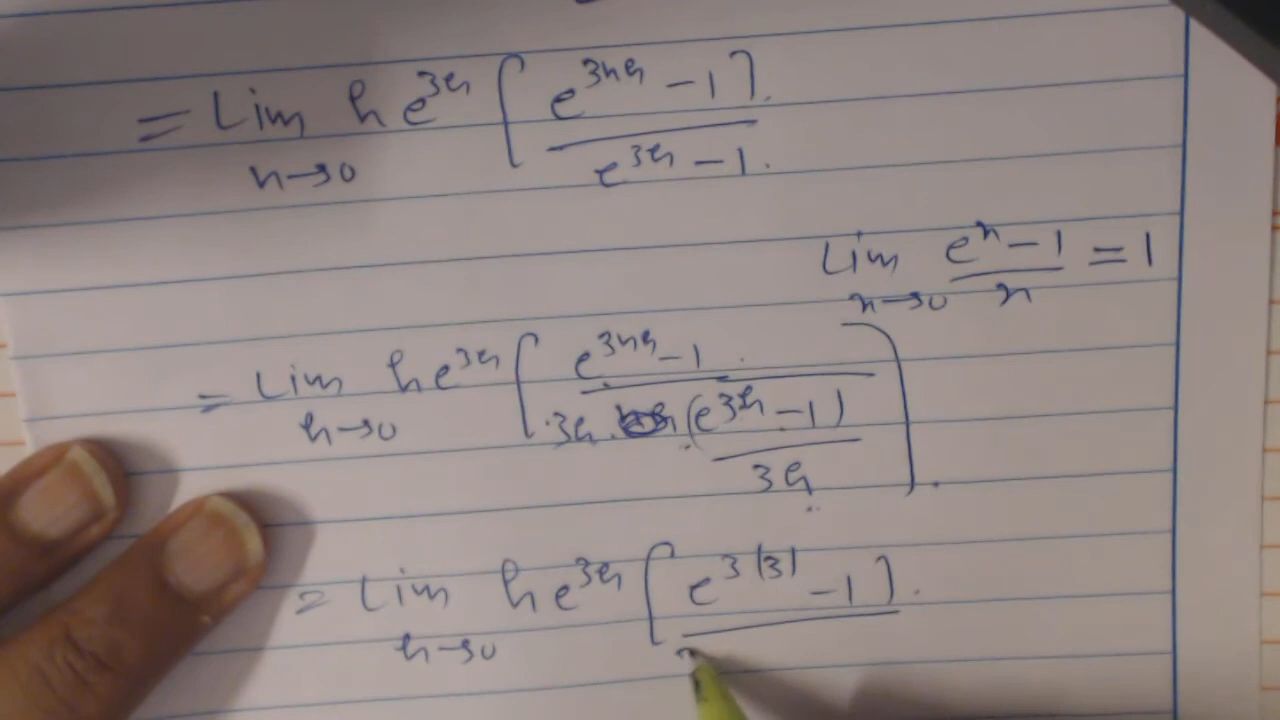 = Lim h e^3h [ e^3nh - 1 ] / e^3h - 1.
h→0
Lim e^x - 1 / x = 1
x→0
= Lim h e^3h [ e^3nh - 1 / 3h . (e^3h - 1) / 3h ] .
h→0
= Lim h e^3h [ e^3(3) - 1 ] .
h→0